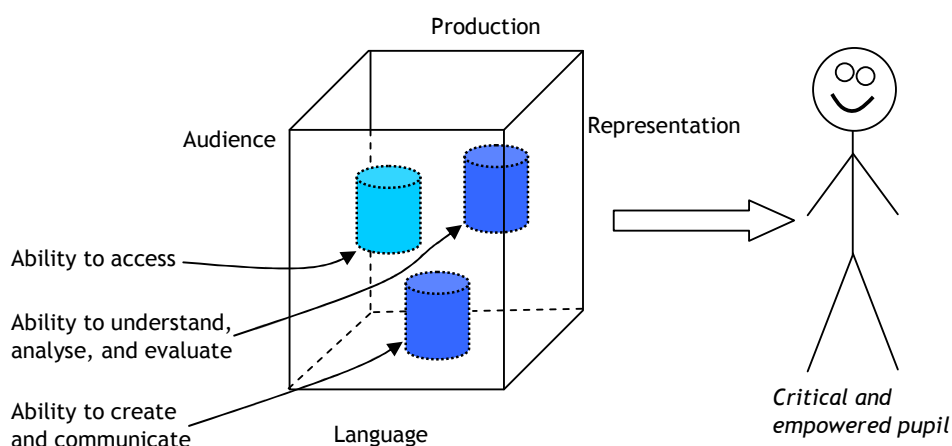 Production
Audience
Representation
Ability to access
Ability to understand,
analyse, and evaluate
Ability to create
and communicate
Language
Critical and
empowered pupil